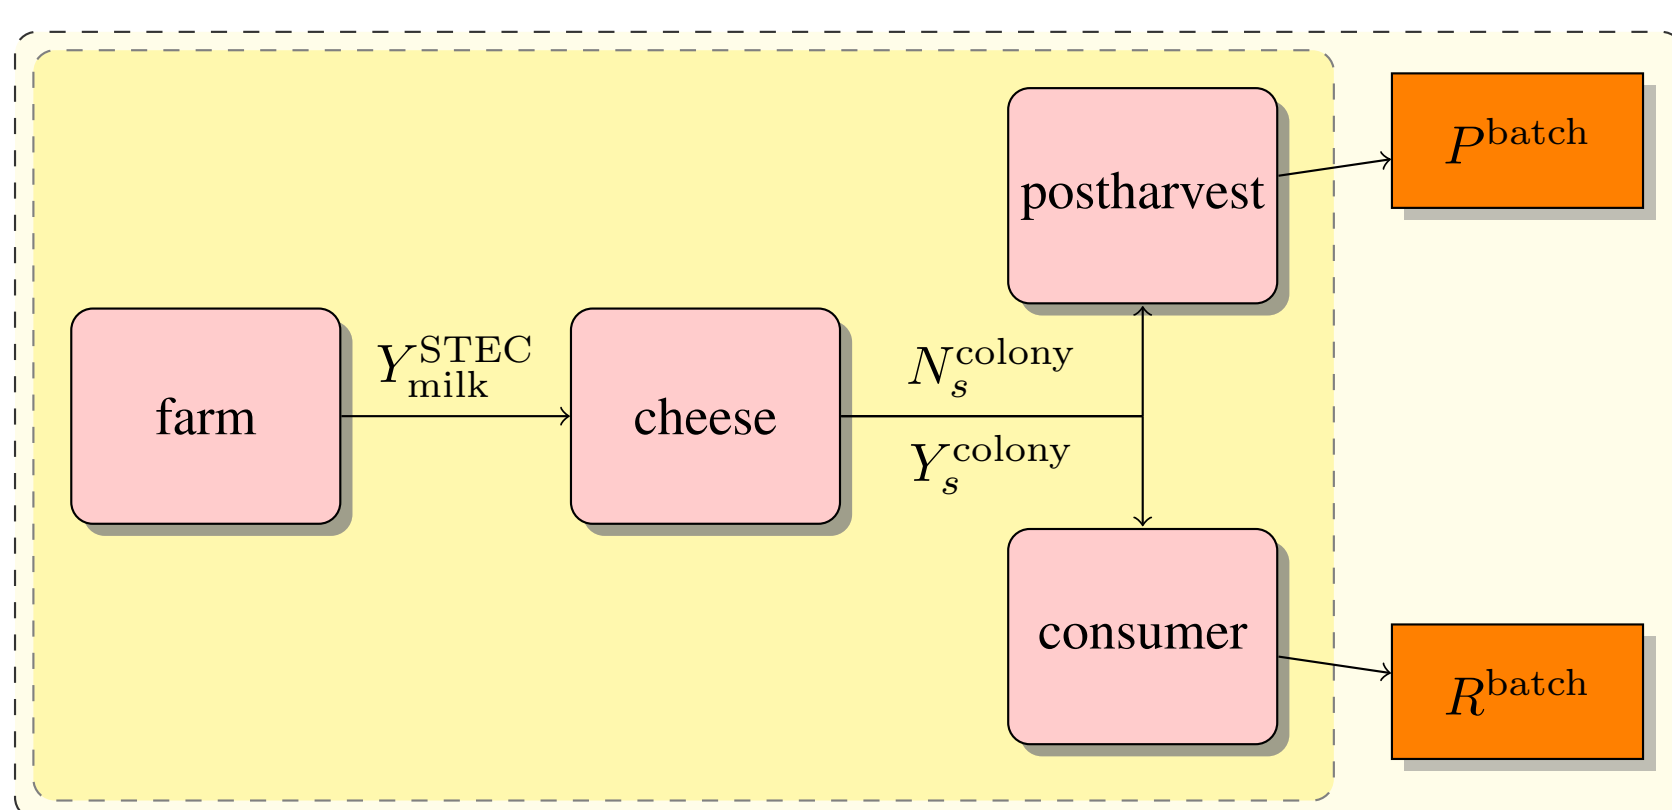 farm
Y_milk^STEC
cheese
N_s^colony
Y_s^colony
postharvest
P^batch
consumer
R^batch